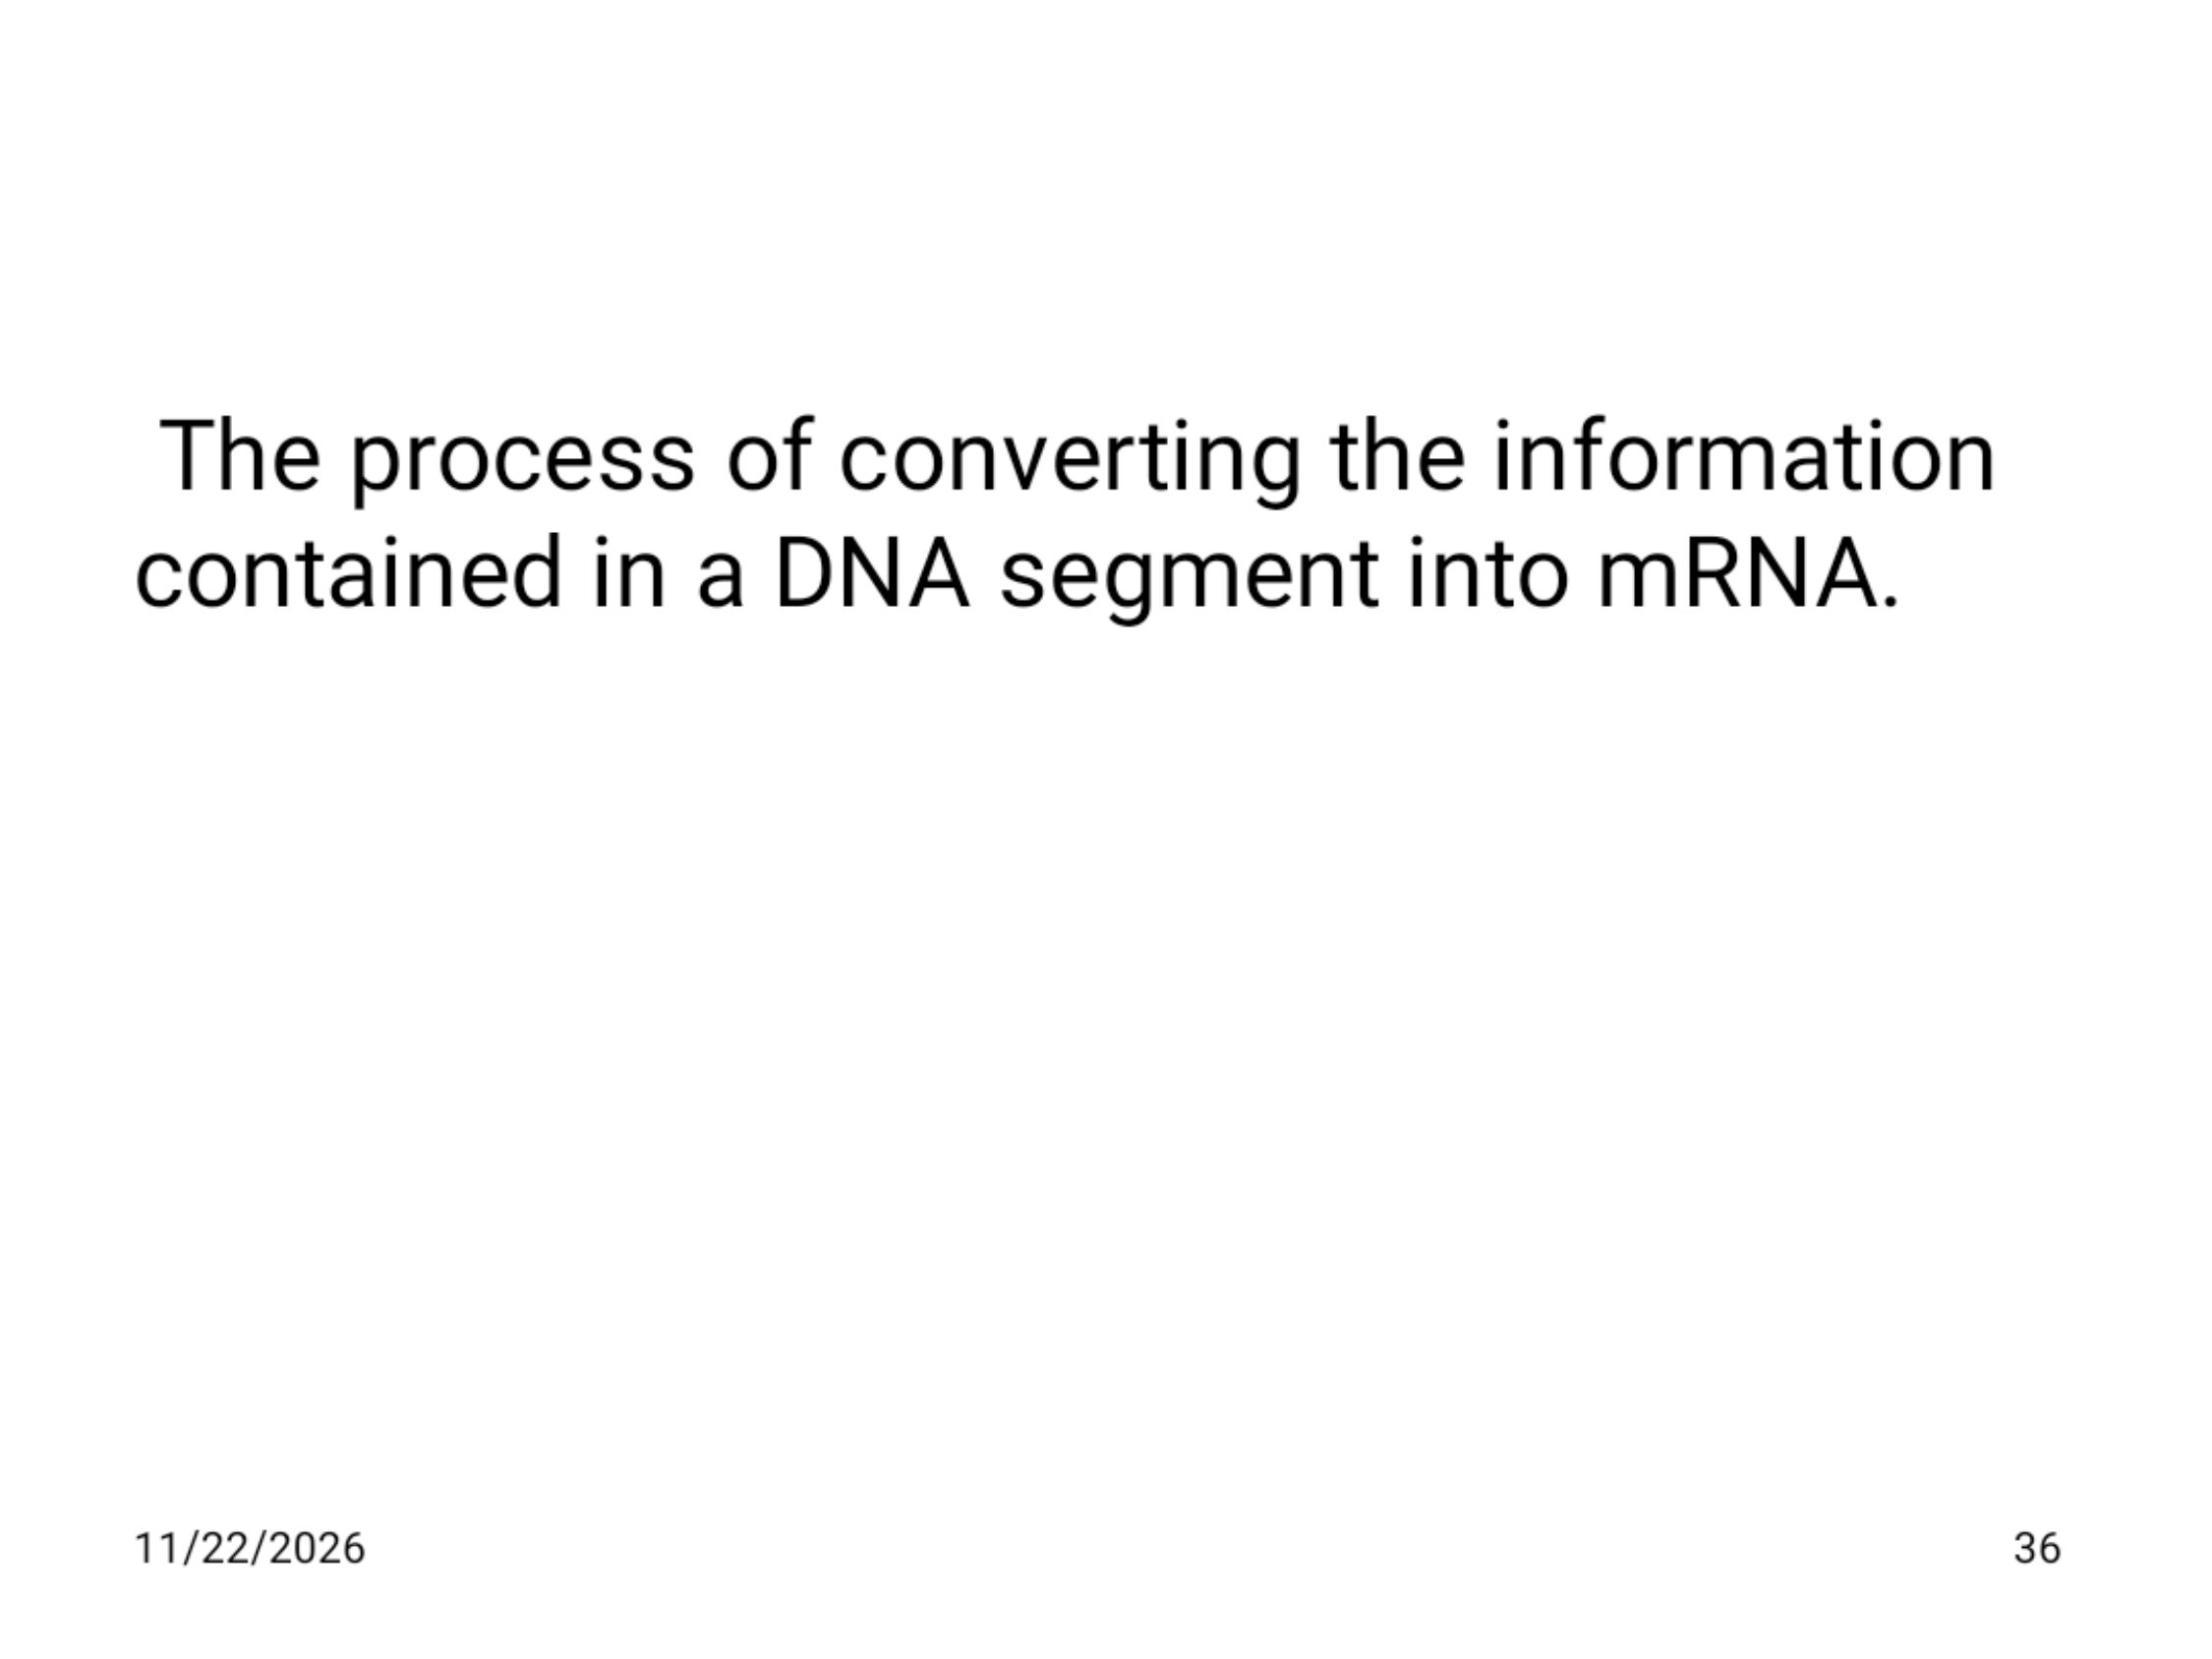 The process of converting the information
contained in a DNA segment into mRNA.
11/22/2026
36